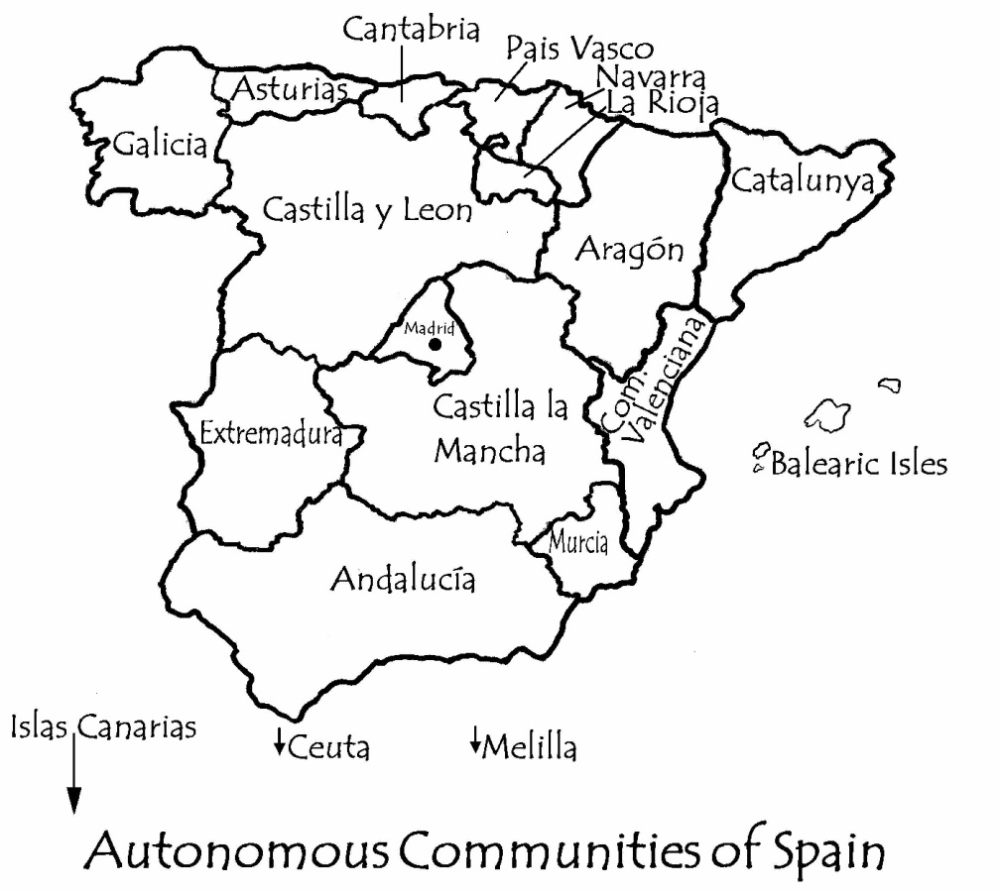 Cantabria
Pais Vasco
Navarra
La Rioja
Asturias
Galicia
Catalunya
Castilla y Leon
Aragón
Madrid
Com.
Valenciana
Castilla la
Mancha
Extremadura
Balearic Isles
Murcia
Andalucía
Islas Canarias
Ceuta
Melilla
Autonomous Communities of Spain